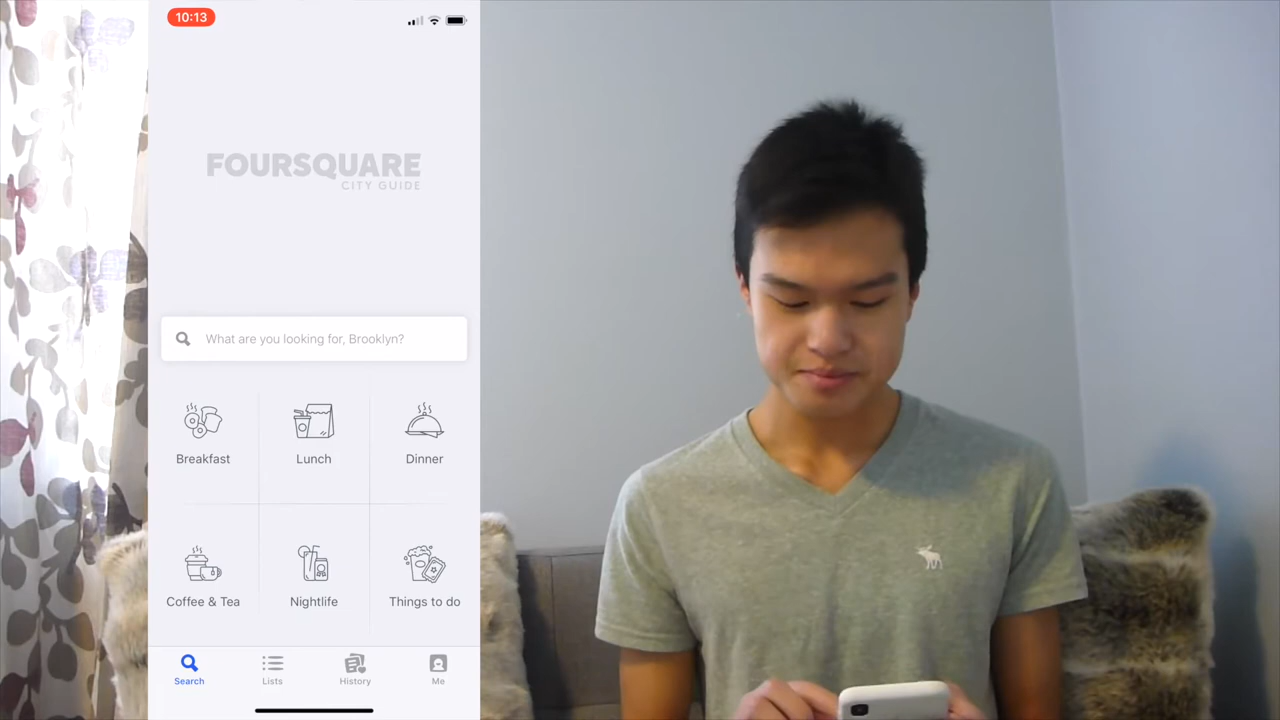 10:13
FOURSQUARE
CITY GUIDE
What are you looking for, Brooklyn?
Breakfast
Lunch
Dinner
Coffee & Tea
Nightlife
Things to do
Search
Lists
History
Me